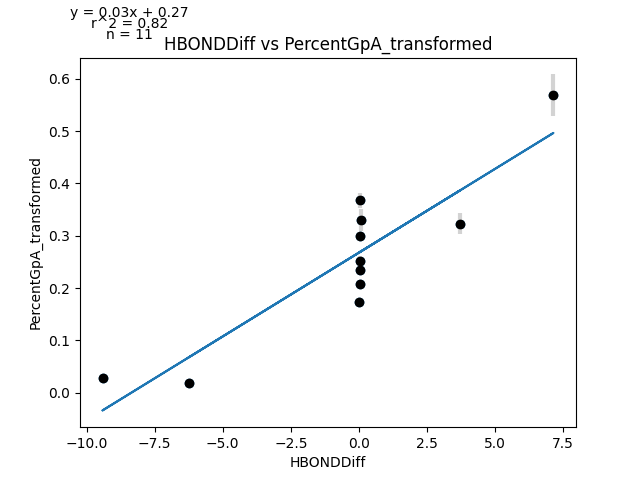 y = 0.03x + 0.27
r^2 = 0.82
n = 11
HBONDDiff vs PercentGpA_transformed
PercentGpA_transformed
0.6
0.5
0.4
0.3
0.2
0.1
0.0
−10.0 −7.5 −5.0 −2.5 0.0 2.5 5.0 7.5
HBONDDiff